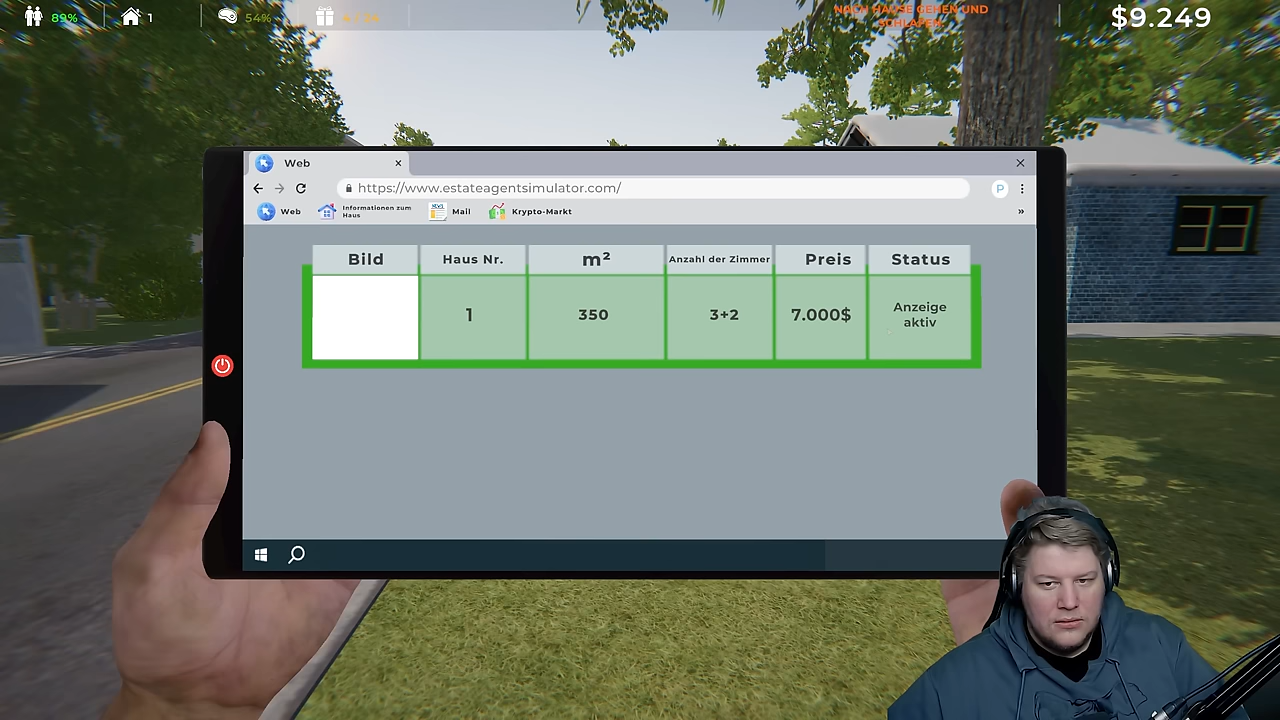 89%
1
54%
NACH HAUSE GEHEN UND
SCHLAFEN.
$9.249
Web
https://www.estateagentsimulator.com/
P
Web
Informationen zum
Haus
NEWS
Mail
Krypto-Markt
»
Bild
Haus Nr.
m²
Anzahl der Zimmer
Preis
Status
1
350
3+2
7.000$
Anzeige
aktiv